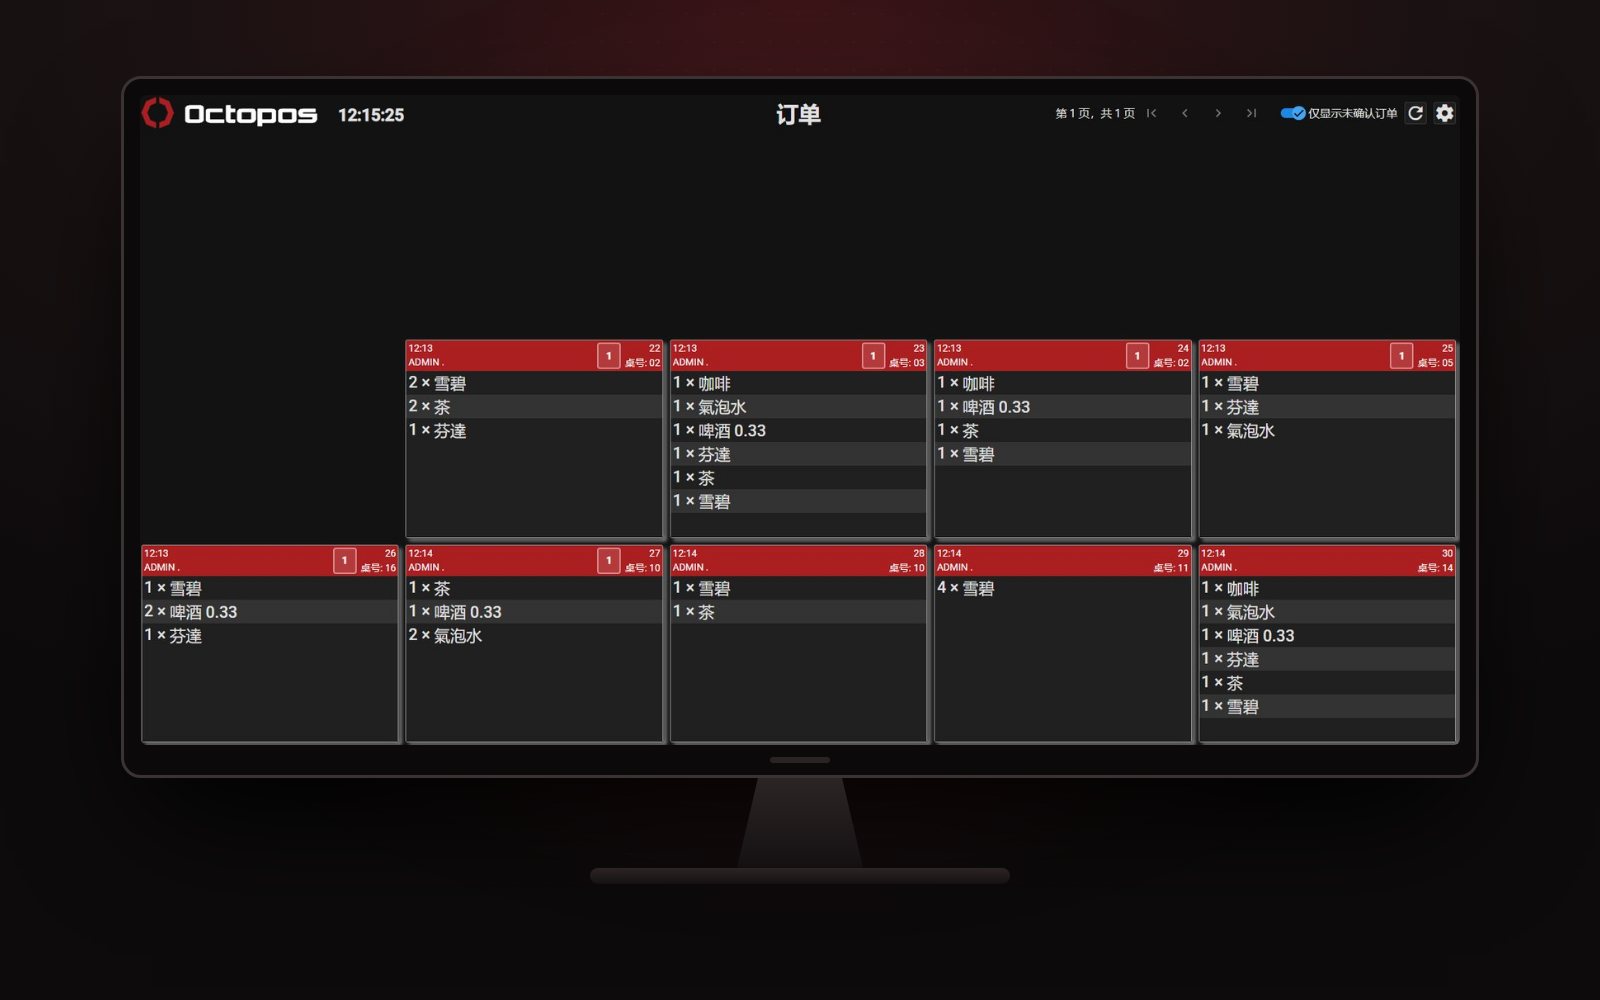 Octopos 12:15:25
订单
第 1 页, 共 1 页
仅显示未确认订单
12:13 1 22
ADMIN . 桌号: 02
2 × 雪碧
2 × 茶
1 × 芬達
12:13 1 23
ADMIN . 桌号: 03
1 × 咖啡
1 × 氣泡水
1 × 啤酒 0.33
1 × 芬達
1 × 茶
1 × 雪碧
12:13 1 24
ADMIN . 桌号: 02
1 × 咖啡
1 × 啤酒 0.33
1 × 茶
1 × 雪碧
12:13 1 25
ADMIN . 桌号: 05
1 × 雪碧
1 × 芬達
1 × 氣泡水
12:13 1 26
ADMIN . 桌号: 16
1 × 雪碧
2 × 啤酒 0.33
1 × 芬達
12:14 1 27
ADMIN . 桌号: 10
1 × 茶
1 × 啤酒 0.33
2 × 氣泡水
12:14 28
ADMIN . 桌号: 10
1 × 雪碧
1 × 茶
12:14 29
ADMIN . 桌号: 11
4 × 雪碧
12:14 30
ADMIN . 桌号: 14
1 × 咖啡
1 × 氣泡水
1 × 啤酒 0.33
1 × 芬達
1 × 茶
1 × 雪碧